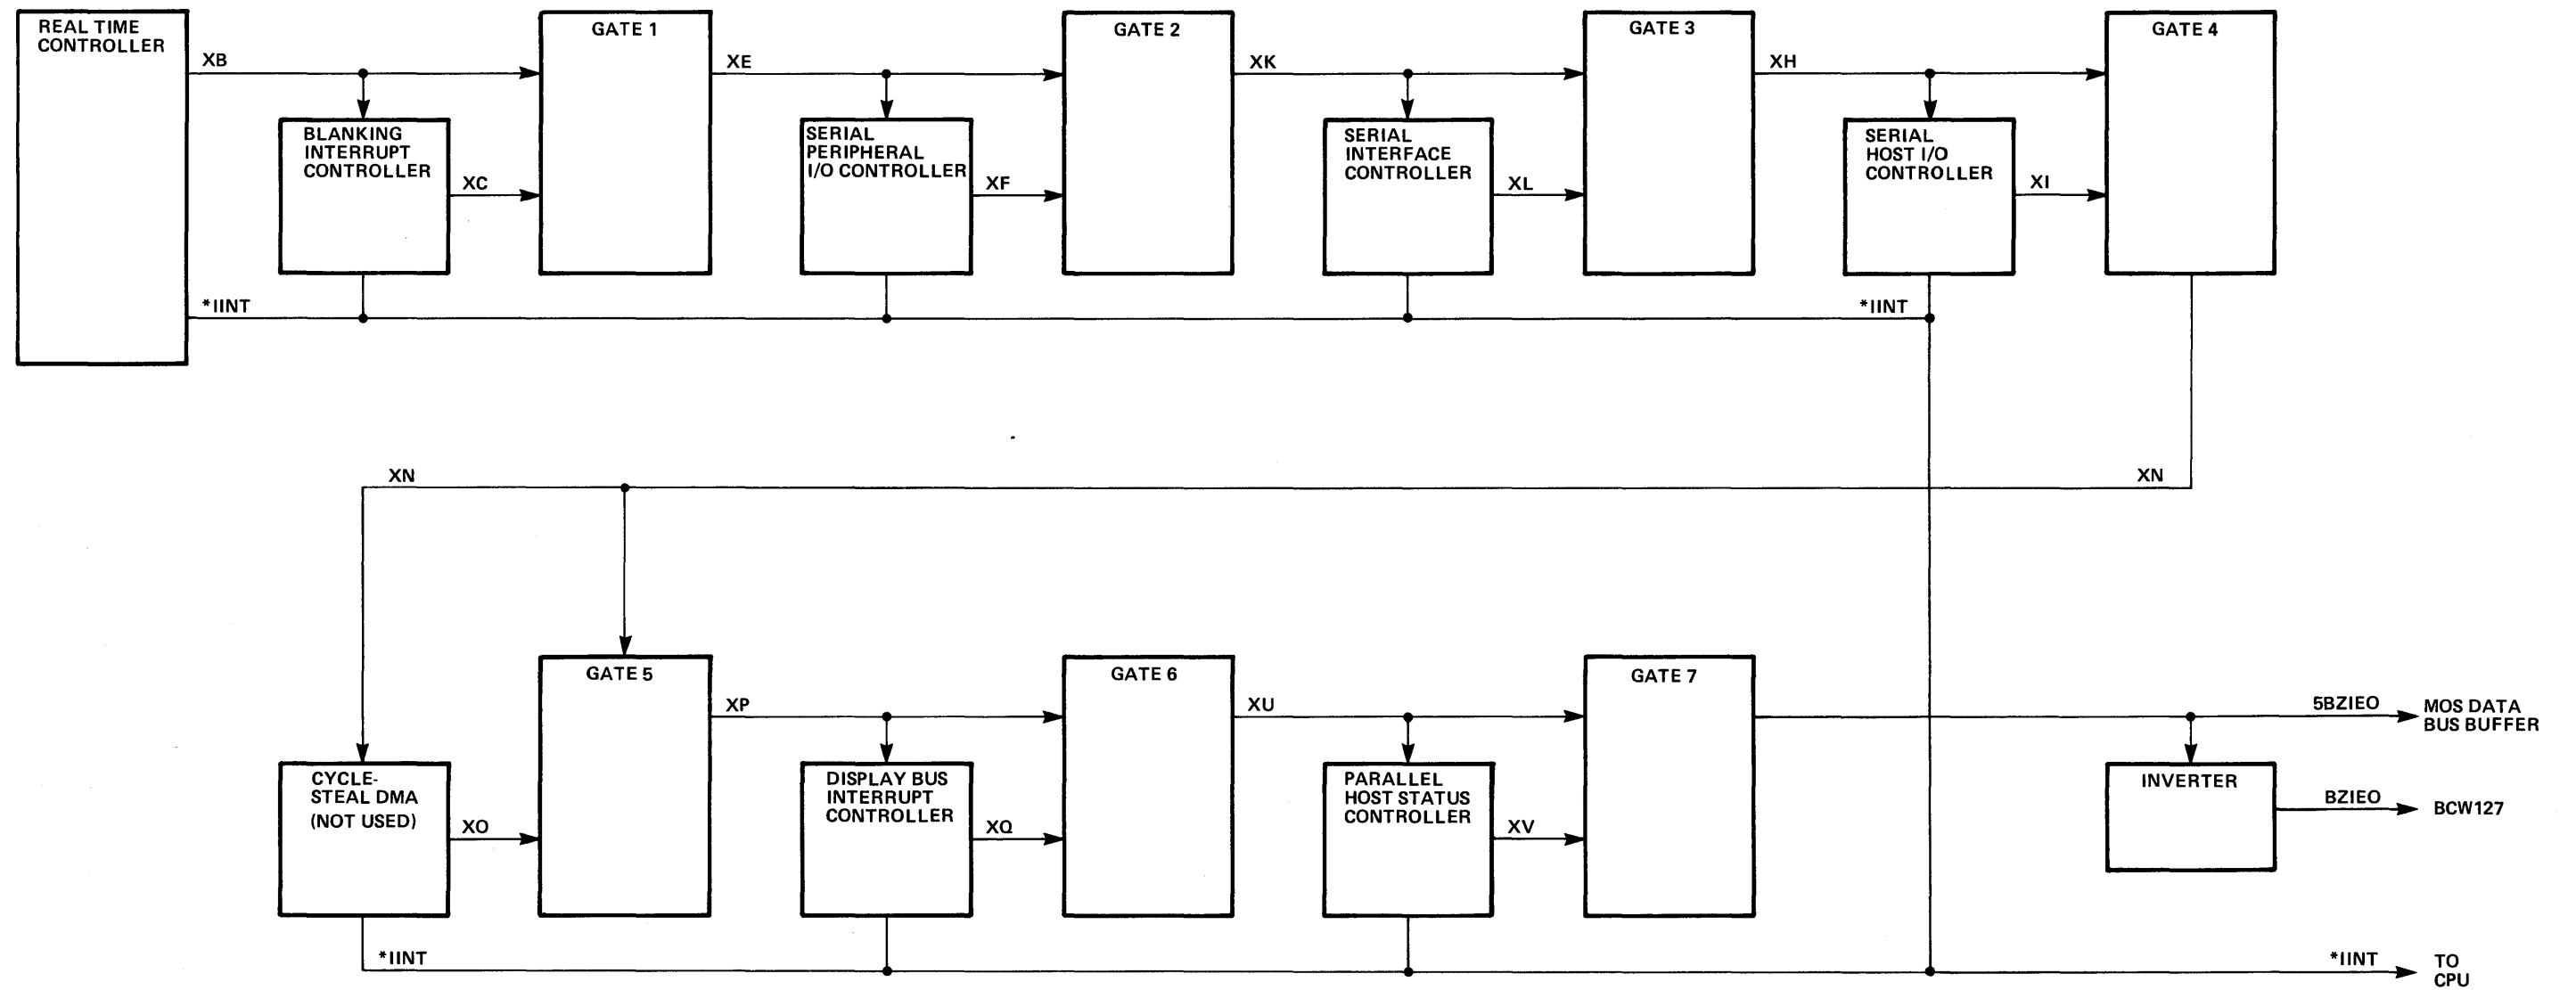 REAL TIME
CONTROLLER
GATE 1
GATE 2
GATE 3
GATE 4
XB
XE
XK
XH
BLANKING
INTERRUPT
CONTROLLER
SERIAL
PERIPHERAL
I/O CONTROLLER
SERIAL
INTERFACE
CONTROLLER
SERIAL
HOST I/O
CONTROLLER
XC
XF
XL
XI
*IINT
*IINT
XN
XN
GATE 5
GATE 6
GATE 7
XP
XU
5BZIEO
MOS DATA
BUS BUFFER
CYCLE-
STEAL DMA
(NOT USED)
DISPLAY BUS
INTERRUPT
CONTROLLER
PARALLEL
HOST STATUS
CONTROLLER
INVERTER
BZIEO
BCW127
XO
XQ
XV
*IINT
*IINT
TO
CPU